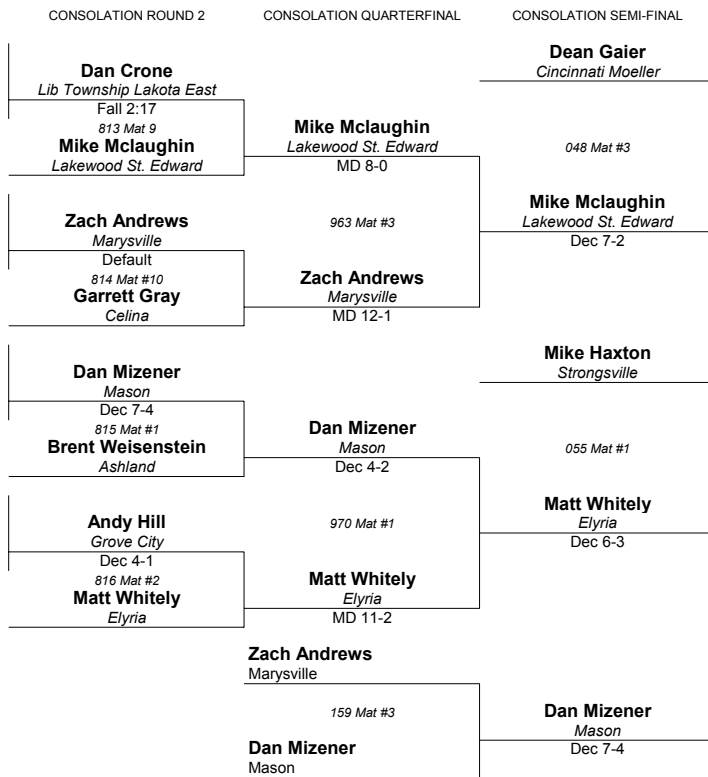 CONSOLATION ROUND 2
CONSOLATION QUARTERFINAL
CONSOLATION SEMI-FINAL
Dan Crone
Lib Township Lakota East
Fall 2:17
813 Mat 9
Mike Mclaughin
Lakewood St. Edward
Zach Andrews
Marysville
Default
814 Mat #10
Garrett Gray
Celina
Dan Mizener
Mason
Dec 7-4
815 Mat #1
Brent Weisenstein
Ashland
Andy Hill
Grove City
Dec 4-1
816 Mat #2
Matt Whitely
Elyria
Mike Mclaughin
Lakewood St. Edward
MD 8-0
963 Mat #3
Zach Andrews
Marysville
MD 12-1
Dan Mizener
Mason
Dec 4-2
970 Mat #1
Matt Whitely
Elyria
MD 11-2
Dean Gaier
Cincinnati Moeller
048 Mat #3
Mike Mclaughin
Lakewood St. Edward
Dec 7-2
Mike Haxton
Strongsville
055 Mat #1
Matt Whitely
Elyria
Dec 6-3
Zach Andrews
Marysville
159 Mat #3
Dan Mizener
Mason
Dan Mizener
Mason
Dec 7-4